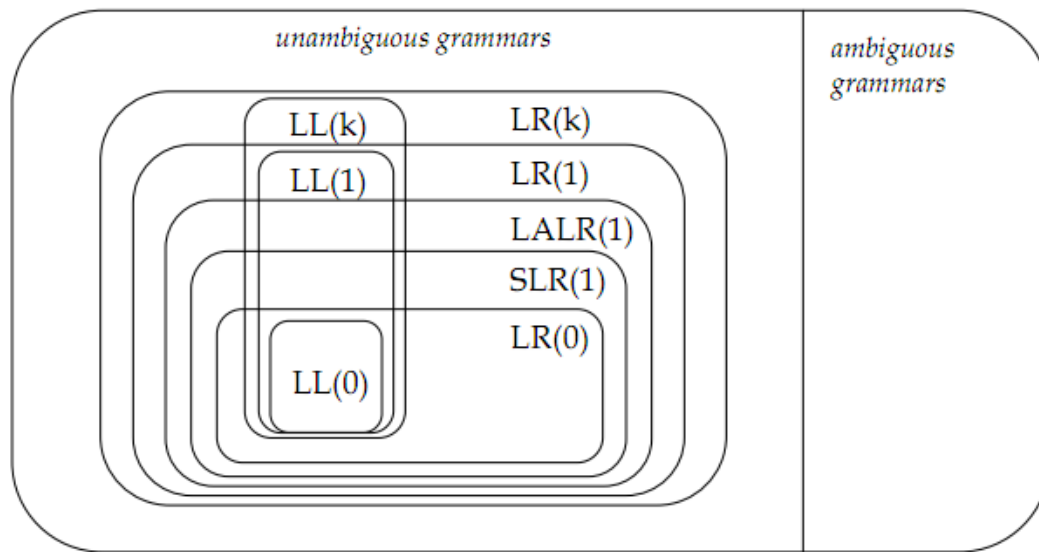 unambiguous grammars
ambiguous
grammars
LL(k)
LR(k)
LL(1)
LR(1)
LALR(1)
SLR(1)
LR(0)
LL(0)